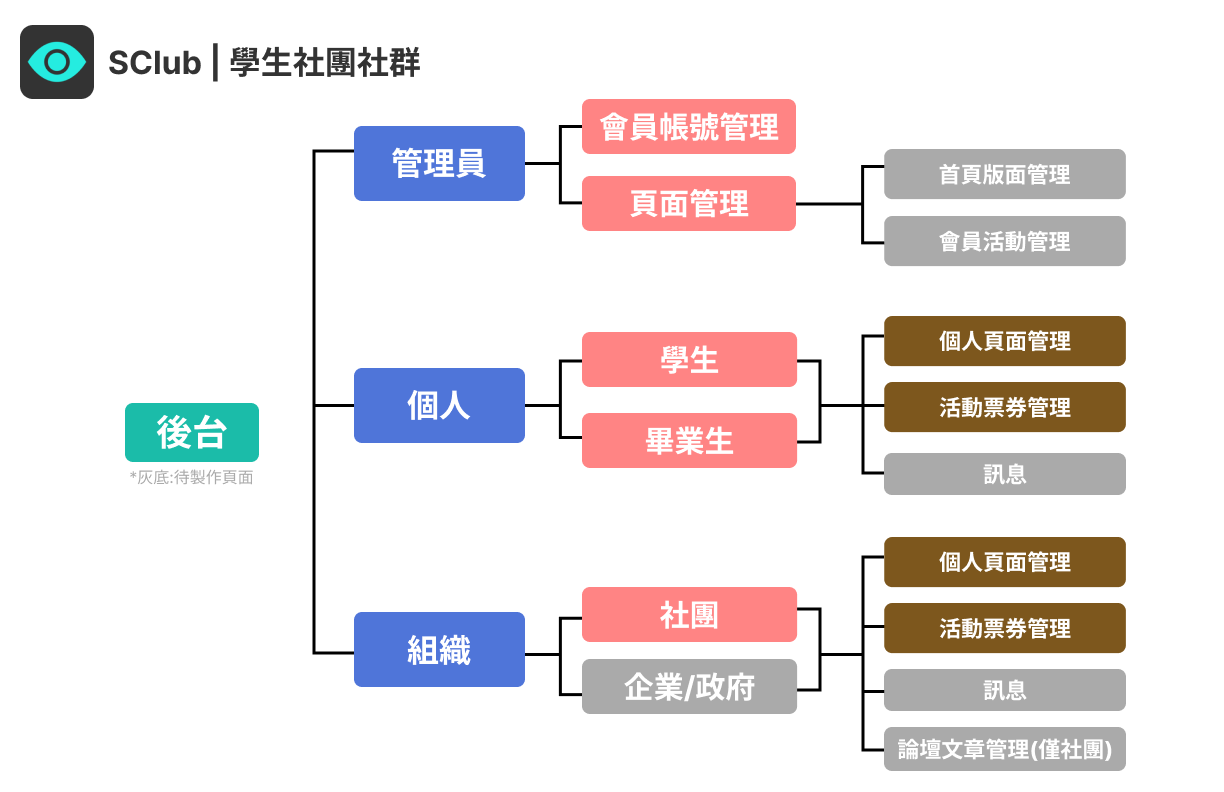 SClub | 學生社團社群
後台
*灰底:待製作頁面
管理員
會員帳號管理
頁面管理
首頁版面管理
會員活動管理
個人
學生
畢業生
個人頁面管理
活動票券管理
訊息
組織
社團
企業/政府
個人頁面管理
活動票券管理
訊息
論壇文章管理(僅社團)